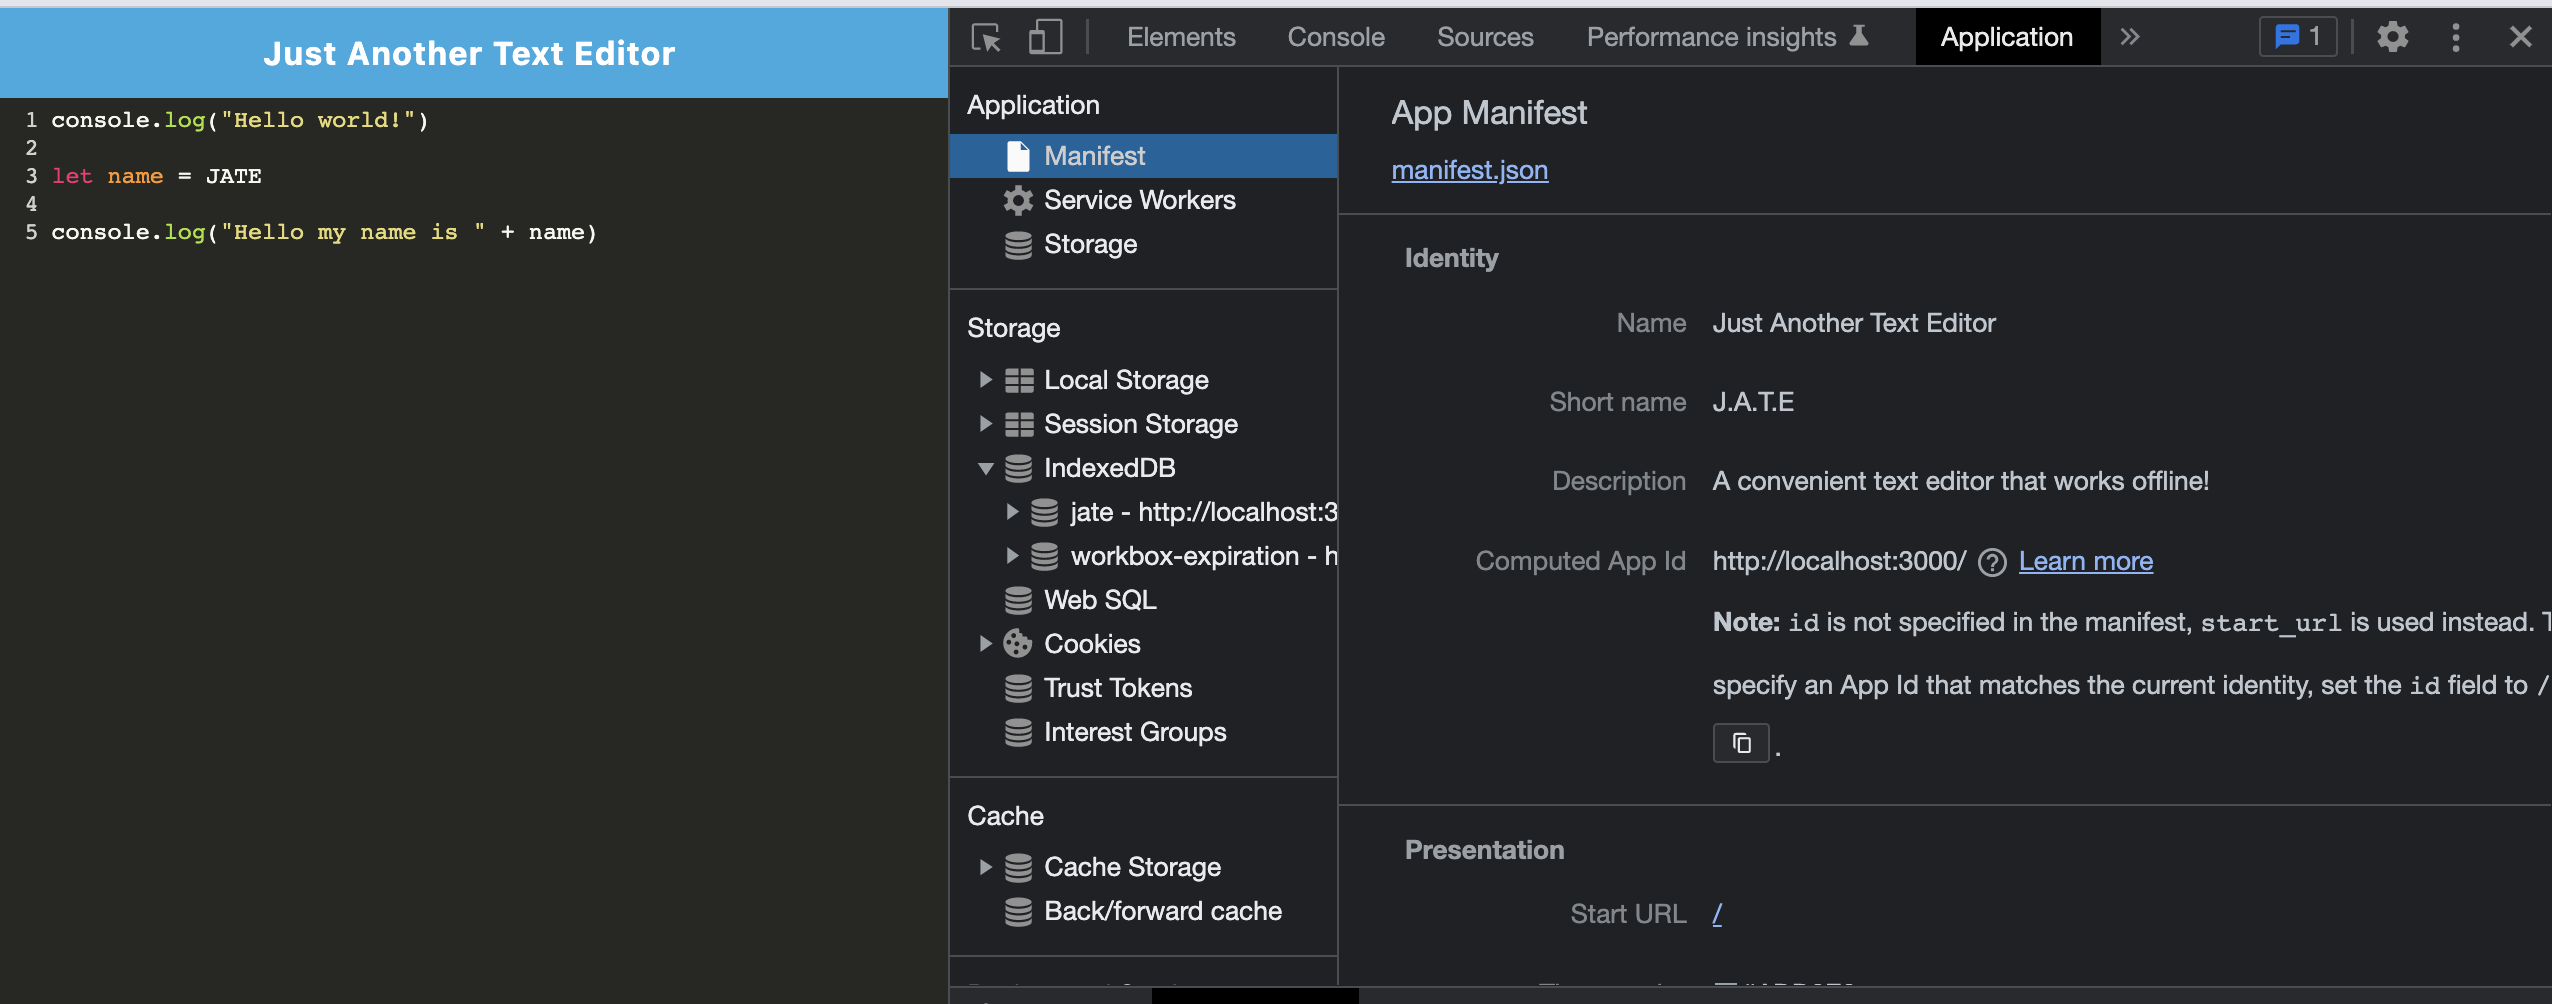 Just Another Text Editor
1 console.log("Hello world!")
2
3 let name = JATE
4
5 console.log("Hello my name is " + name)
Elements Console Sources Performance insights Application » 1
Application
Manifest
Service Workers
Storage
Storage
Local Storage
Session Storage
IndexedDB
jate - http://localhost:3
workbox-expiration - h
Web SQL
Cookies
Trust Tokens
Interest Groups
Cache
Cache Storage
Back/forward cache
App Manifest
manifest.json
Identity
Name Just Another Text Editor
Short name J.A.T.E
Description A convenient text editor that works offline!
Computed App Id http://localhost:3000/ ? Learn more
Note: id is not specified in the manifest, start_url is used instead. T
specify an App Id that matches the current identity, set the id field to /
.
Presentation
Start URL /